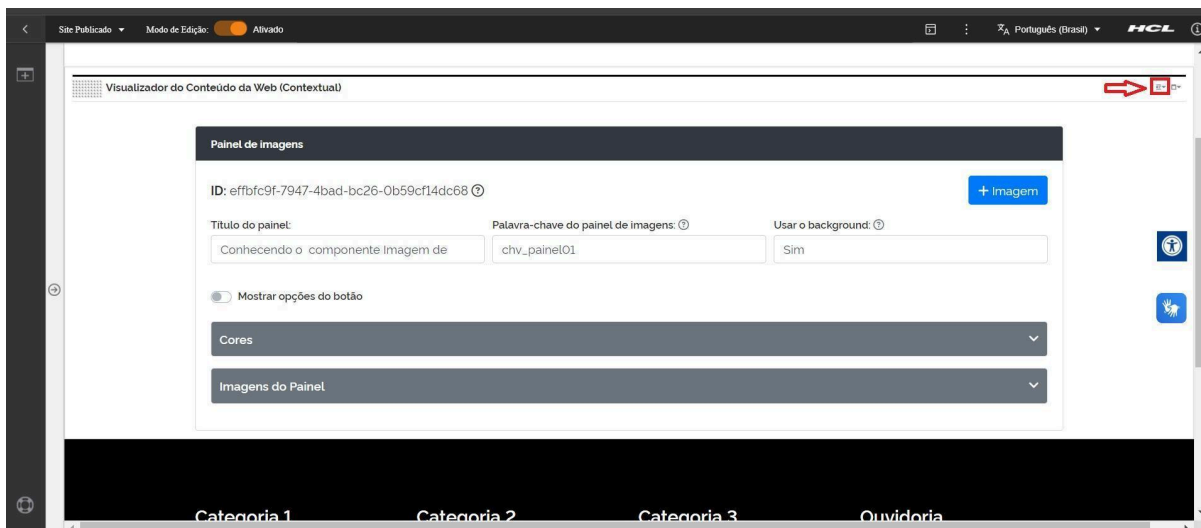 Site Publicado Modo de Edição: Ativado Português (Brasil) HCL
Visualizador do Conteúdo da Web (Contextual)
Painel de imagens
ID: effbfc9f-7947-4bad-bc26-0b59cf14dc68 + Imagem
Título do painel: Palavra-chave do painel de imagens: Usar o background:
Conhecendo o componente Imagem de chv_painel01 Sim
Mostrar opções do botão
Cores
Imagens do Painel
Categoria 1 Categoria 2 Categoria 3 Ouvidoria